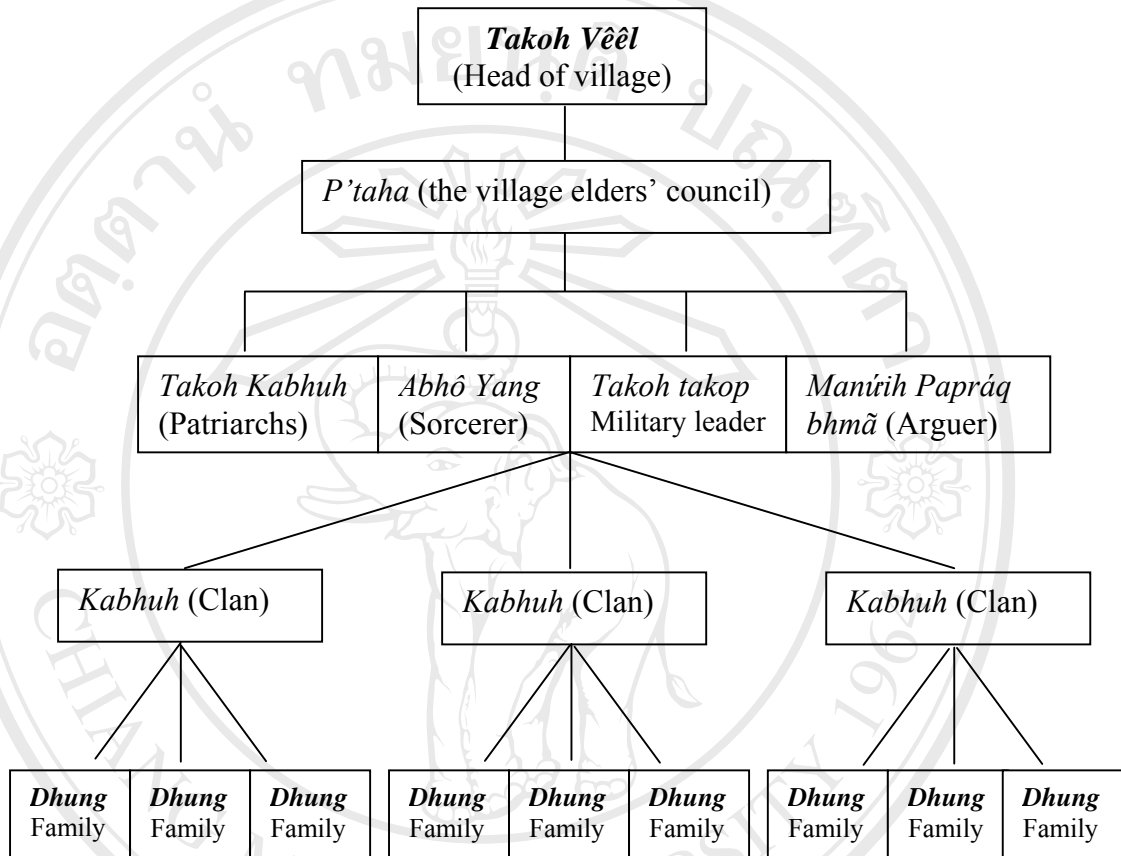 Takoh Vêêl
(Head of village)
P'taha (the village elders' council)
Takoh Kabhuh
(Patriarchs)
Abhô Yang
(Sorcerer)
Takoh takop
Military leader
Manứih Papráq
bhmã (Arguer)
Kabhuh (Clan)
Kabhuh (Clan)
Kabhuh (Clan)
Dhung
Family
Dhung
Family
Dhung
Family
Dhung
Family
Dhung
Family
Dhung
Family
Dhung
Family
Dhung
Family
Dhung
Family